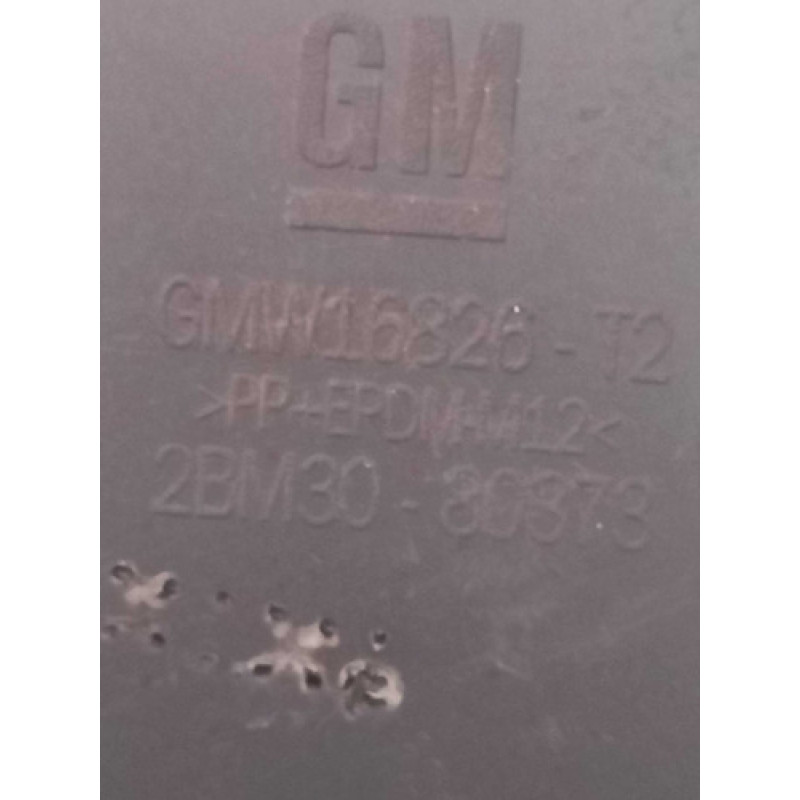 GM
GMW16826-T2
>PP+EPDM-M12<
2BM30-80373